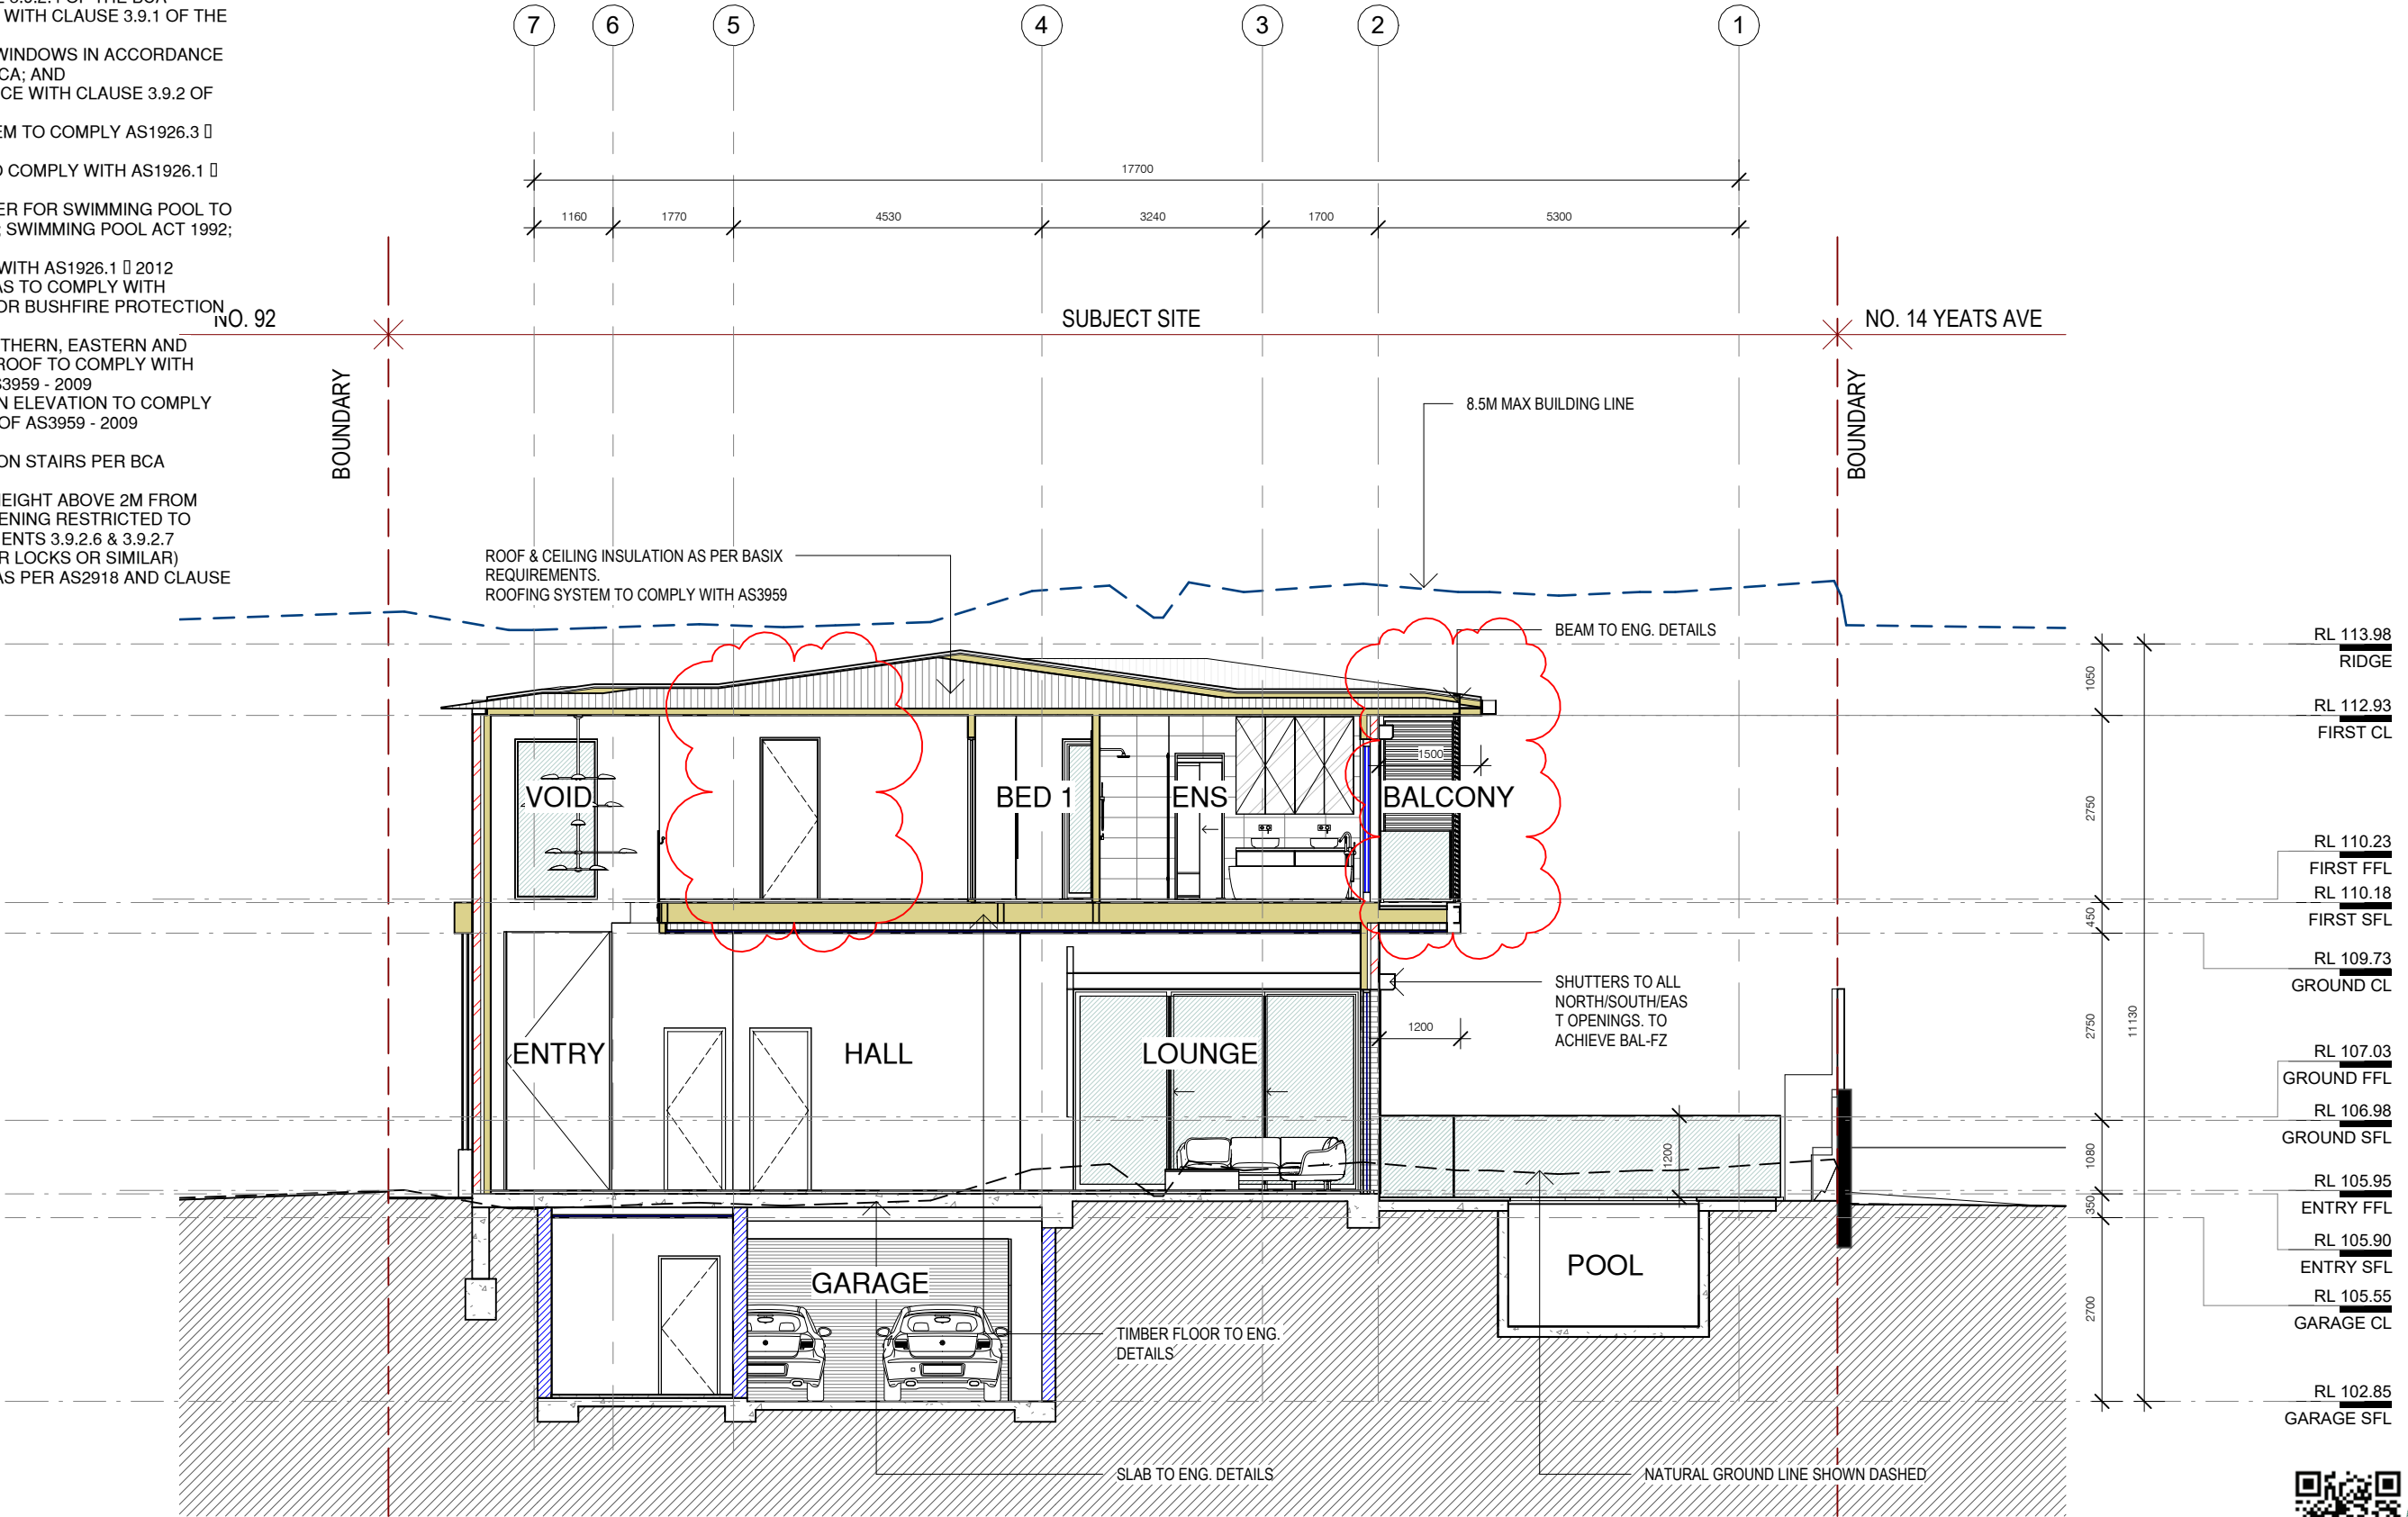 E 3.9.2.1 OF THE BCA
WITH CLAUSE 3.9.1 OF THE
WINDOWS IN ACCORDANCE
CA; AND
CE WITH CLAUSE 3.9.2 OF
EM TO COMPLY AS1926.3 ▯
O COMPLY WITH AS1926.1 ▯
ER FOR SWIMMING POOL TO
; SWIMMING POOL ACT 1992;
WITH AS1926.1 ▯ 2012
AS TO COMPLY WITH
OR BUSHFIRE PROTECTION
THERN, EASTERN AND
ROOF TO COMPLY WITH
S3959 - 2009
N ELEVATION TO COMPLY
OF AS3959 - 2009
ON STAIRS PER BCA
HEIGHT ABOVE 2M FROM
ENING RESTRICTED TO
ENTS 3.9.2.6 & 3.9.2.7
R LOCKS OR SIMILAR)
AS PER AS2918 AND CLAUSE
7 6 5 4 3 2 1
17700
1160 1770 4530 3240 1700 5300
NO. 92 SUBJECT SITE NO. 14 YEATS AVE
BOUNDARY
BOUNDARY
8.5M MAX BUILDING LINE
ROOF & CEILING INSULATION AS PER BASIX
REQUIREMENTS.
ROOFING SYSTEM TO COMPLY WITH AS3959
BEAM TO ENG. DETAILS
1500
VOID BED 1 ENS BALCONY
SHUTTERS TO ALL
NORTH/SOUTH/EAS
T OPENINGS. TO
ACHIEVE BAL-FZ
1200
ENTRY HALL LOUNGE
1200
GARAGE POOL
TIMBER FLOOR TO ENG.
DETAILS
SLAB TO ENG. DETAILS
NATURAL GROUND LINE SHOWN DASHED
1050
2750
450
2750
1080
350
2700
11130
RL 113.98
RIDGE
RL 112.93
FIRST CL
RL 110.23
FIRST FFL
RL 110.18
FIRST SFL
RL 109.73
GROUND CL
RL 107.03
GROUND FFL
RL 106.98
GROUND SFL
RL 105.95
ENTRY FFL
RL 105.90
ENTRY SFL
RL 105.55
GARAGE CL
RL 102.85
GARAGE SFL